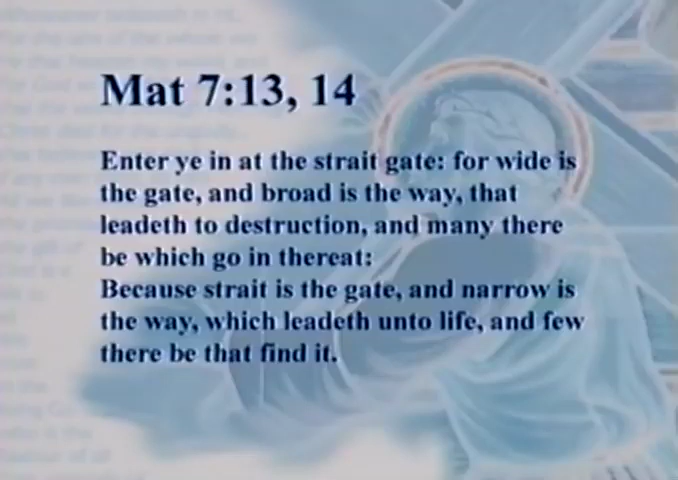 Mat 7:13, 14
Enter ye in at the strait gate: for wide is
the gate, and broad is the way, that
leadeth to destruction, and many there
be which go in thereat:
Because strait is the gate, and narrow is
the way, which leadeth unto life, and few
there be that find it.